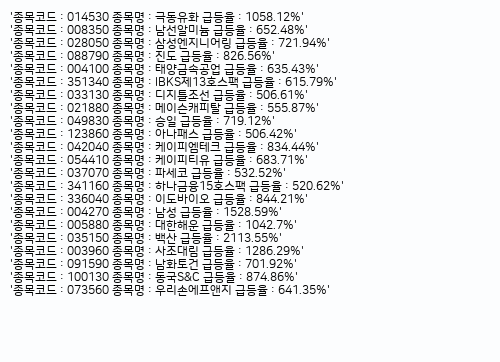 '종목코드 : 014530 종목명 : 극동유화 급등율 : 1058.12%'
'종목코드 : 008350 종목명 : 남선알미늄 급등율 : 652.48%'
'종목코드 : 028050 종목명 : 삼성엔지니어링 급등율 : 721.94%'
'종목코드 : 088790 종목명 : 진도 급등율 : 826.56%'
'종목코드 : 004100 종목명 : 태양금속공업 급등율 : 635.43%'
'종목코드 : 351340 종목명 : IBKS제13호스팩 급등율 : 615.79%'
'종목코드 : 033130 종목명 : 디지틀조선 급등율 : 506.61%'
'종목코드 : 021880 종목명 : 메이슨캐피탈 급등율 : 555.87%'
'종목코드 : 049830 종목명 : 승일 급등율 : 719.12%'
'종목코드 : 123860 종목명 : 아나패스 급등율 : 506.42%'
'종목코드 : 042040 종목명 : 케이피엠테크 급등율 : 834.44%'
'종목코드 : 054410 종목명 : 케이피티유 급등율 : 683.71%'
'종목코드 : 037070 종목명 : 파세코 급등율 : 532.52%'
'종목코드 : 341160 종목명 : 하나금융15호스팩 급등율 : 520.62%'
'종목코드 : 336040 종목명 : 이도바이오 급등율 : 844.21%'
'종목코드 : 004270 종목명 : 남성 급등율 : 1528.59%'
'종목코드 : 005880 종목명 : 대한해운 급등율 : 1042.7%'
'종목코드 : 035150 종목명 : 백산 급등율 : 2113.55%'
'종목코드 : 003960 종목명 : 사조대림 급등율 : 1286.29%'
'종목코드 : 091590 종목명 : 남화토건 급등율 : 701.92%'
'종목코드 : 100130 종목명 : 동국S&C 급등율 : 874.86%'
'종목코드 : 073560 종목명 : 우리손에프앤지 급등율 : 641.35%'